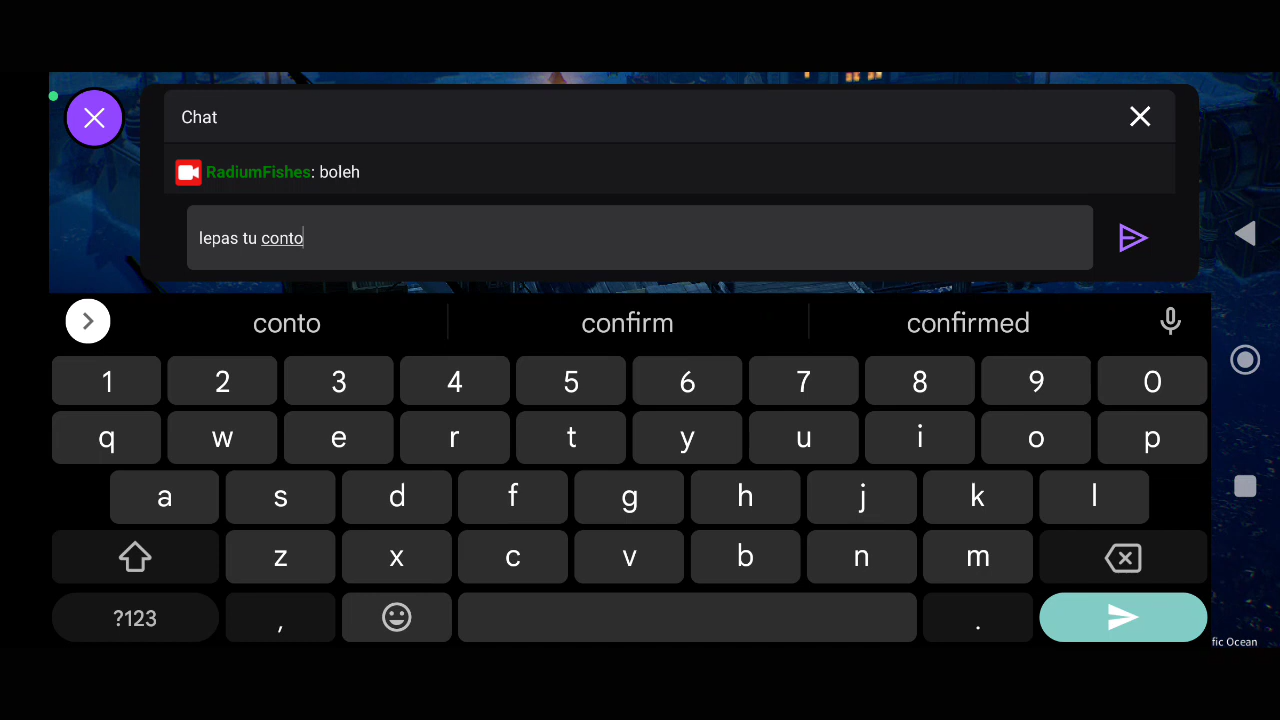 Chat
RadiumFishes: boleh
lepas tu conto
conto confirm confirmed
1 2 3 4 5 6 7 8 9 0
q w e r t y u i o p
a s d f g h j k l
z x c v b n m
?123 , .
fic Ocean